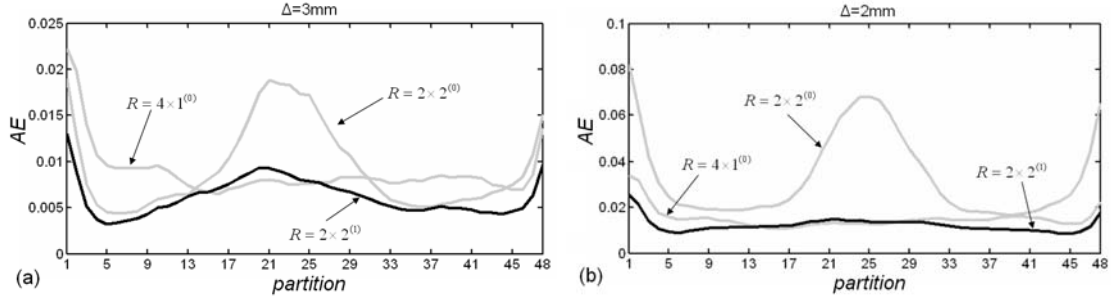 Δ=3mm
0.025
0.02
0.015
0.01
0.005
0
AE
R = 4×1(0)
R = 2×2(0)
R = 2×2(1)
1 5 9 13 17 21 25 29 33 37 41 45 48
partition
(a)
Δ=2mm
0.1
0.08
0.06
0.04
0.02
0
AE
R = 2×2(0)
R = 4×1(0)
R = 2×2(1)
1 5 9 13 17 21 25 29 33 37 41 45 48
partition
(b)